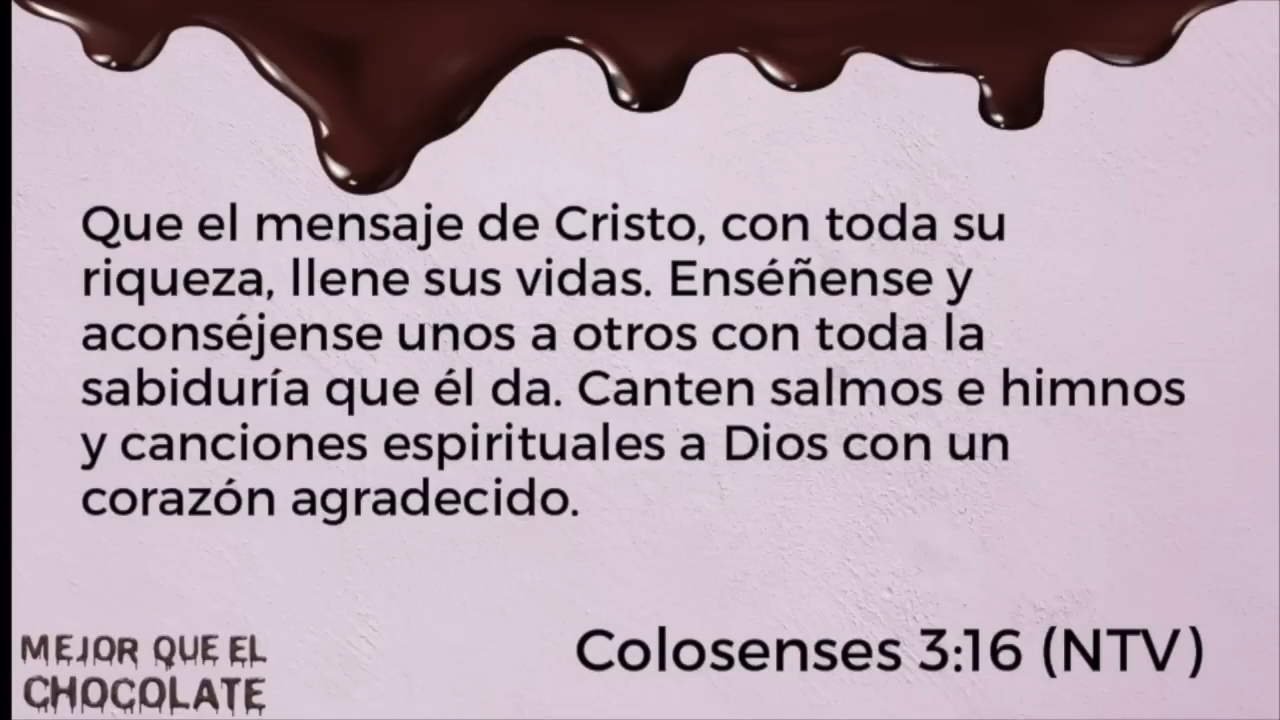 Que el mensaje de Cristo, con toda su
riqueza, llene sus vidas. Enséñense y
aconséjense unos a otros con toda la
sabiduría que él da. Canten salmos e himnos
y canciones espirituales a Dios con un
corazón agradecido.
Colosenses 3:16 (NTV)
MEJOR QUE EL
CHOCOLATE